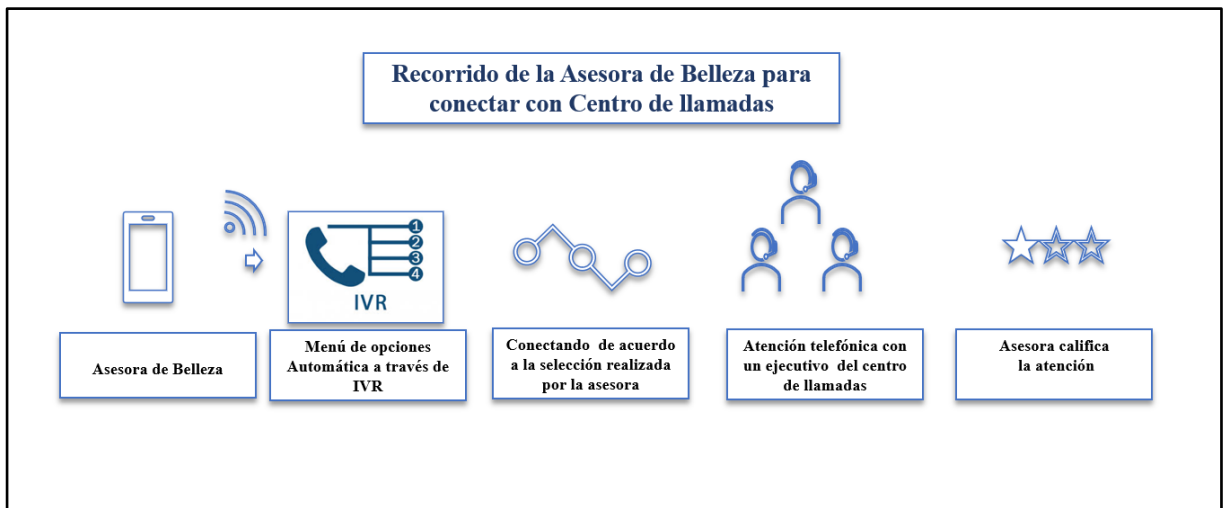 Recorrido de la Asesora de Belleza para
conectar con Centro de llamadas
1
2
3
4
IVR
Asesora de Belleza
Menú de opciones
Automática a través de
IVR
Conectando de acuerdo
a la selección realizada
por la asesora
Atención telefónica con
un ejecutivo del centro
de llamadas
Asesora califica
la atención